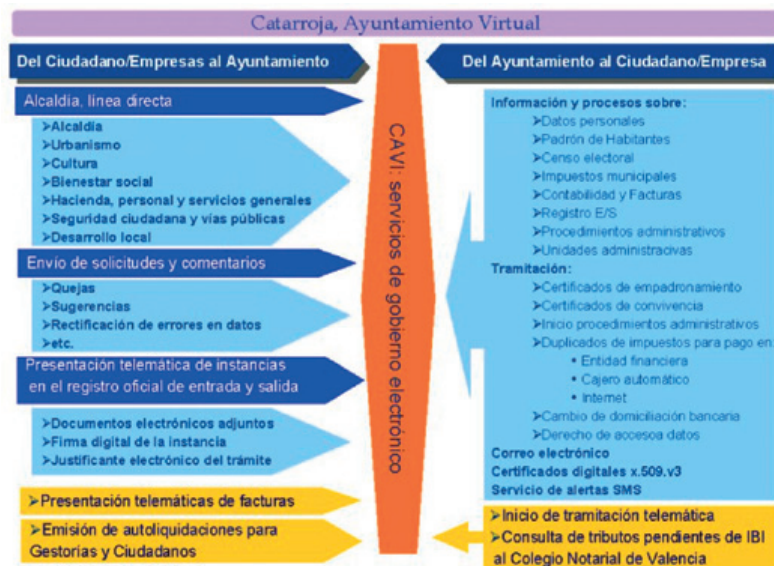 Catarroja, Ayuntamiento Virtual
Del Ciudadano/Empresas al Ayuntamiento
Alcaldía, línea directa
➤Alcaldía
➤Urbanismo
➤Cultura
➤Bienestar social
➤Hacienda, personal y servicios generales
➤Seguridad ciudadana y vías públicas
➤Desarrollo local
Envío de solicitudes y comentarios
➤Quejas
➤Sugerencias
➤Rectificación de errores en datos
➤etc.
Presentación telemática de instancias
en el registro oficial de entrada y salida
➤Documentos electrónicos adjuntos
➤Firma digital de la instancia
➤Justificante electrónico del trámite
➤Presentación telemáticas de facturas
➤Emisión de autoliquidaciones para
Gestorías y Ciudadanos
CAVI: servicios de gobierno electrónico
Del Ayuntamiento al Ciudadano/Empresa
Información y procesos sobre:
➤Datos personales
➤Padrón de Habitantes
➤Censo electoral
➤Impuestos municipales
➤Contabilidad y Facturas
➤Registro E/S
➤Procedimientos administrativos
➤Unidades administracivas
Tramitación:
➤Certificados de empadronamiento
➤Certificados de convivencia
➤Inicio procedimientos administrativos
➤Duplicados de impuestos para pago en:
• Entidad financiera
• Cajero automático
• Internet
➤Cambio de domiciliación bancaria
➤Derecho de accesoa datos
Correo electrónico
Certificados digitales x.509.v3
Servicio de alertas SMS
➤Inicio de tramitación telemática
➤Consulta de tributos pendientes de IBI
al Colegio Notarial de Valencia